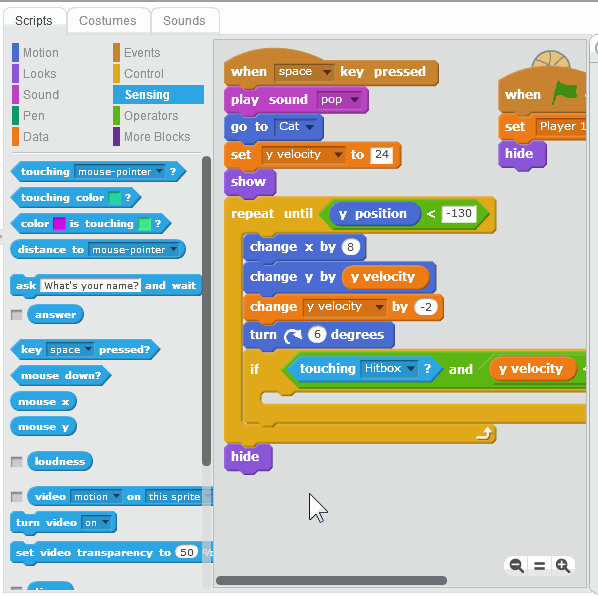 Scripts Costumes Sounds
Motion Events
Looks Control
Sound Sensing
Pen Operators
Data More Blocks
touching mouse-pointer ?
touching color ?
color is touching ?
distance to mouse-pointer
ask What's your name? and wait
answer
key space pressed?
mouse down?
mouse x
mouse y
loudness
video motion on this sprite
turn video on
set video transparency to 50 %
when space key pressed
play sound pop
go to Cat
set y velocity to 24
show
repeat until y position < -130
change x by 8
change y by y velocity
change y velocity by -2
turn 6 degrees
if touching Hitbox ? and y velocity <
hide
when
set Player 1
hide